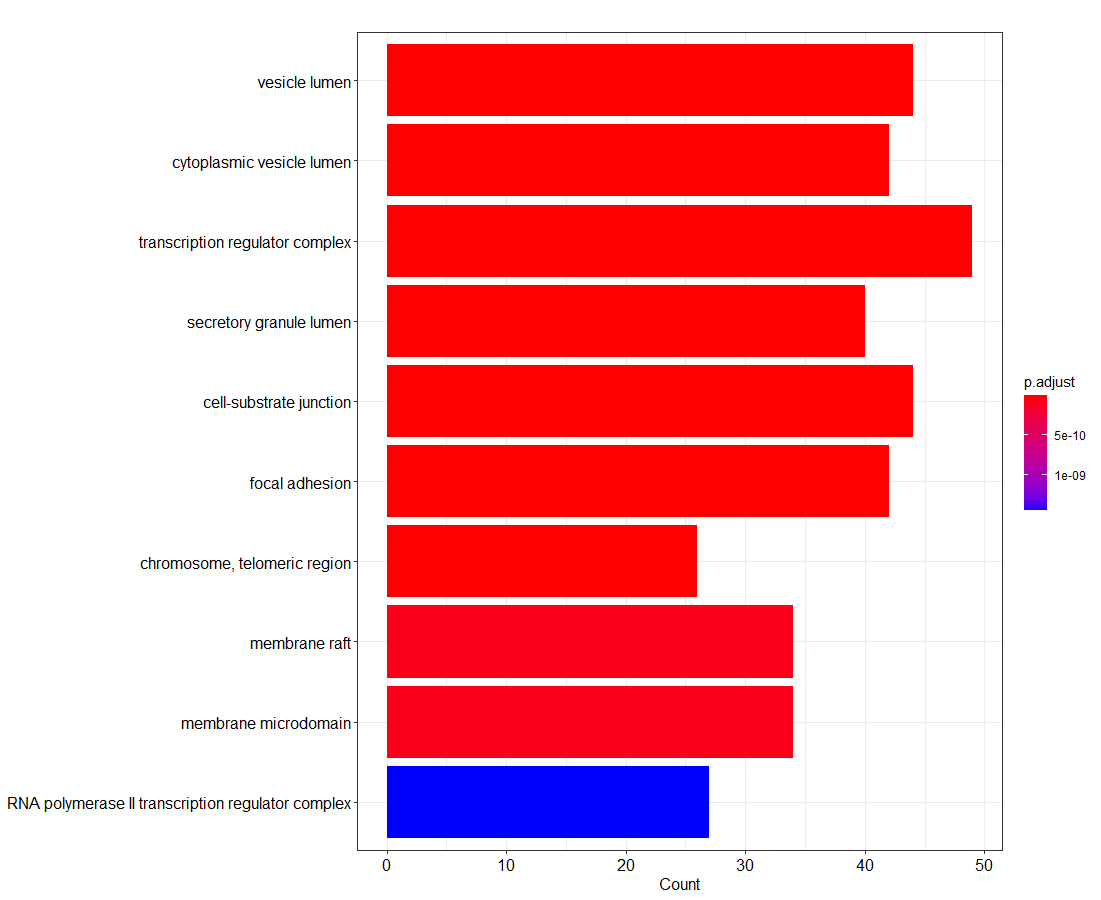 vesicle lumen
cytoplasmic vesicle lumen
transcription regulator complex
secretory granule lumen
cell-substrate junction
focal adhesion
chromosome, telomeric region
membrane raft
membrane microdomain
RNA polymerase II transcription regulator complex
0 10 20 30 40 50
Count
p.adjust
5e-10
1e-09